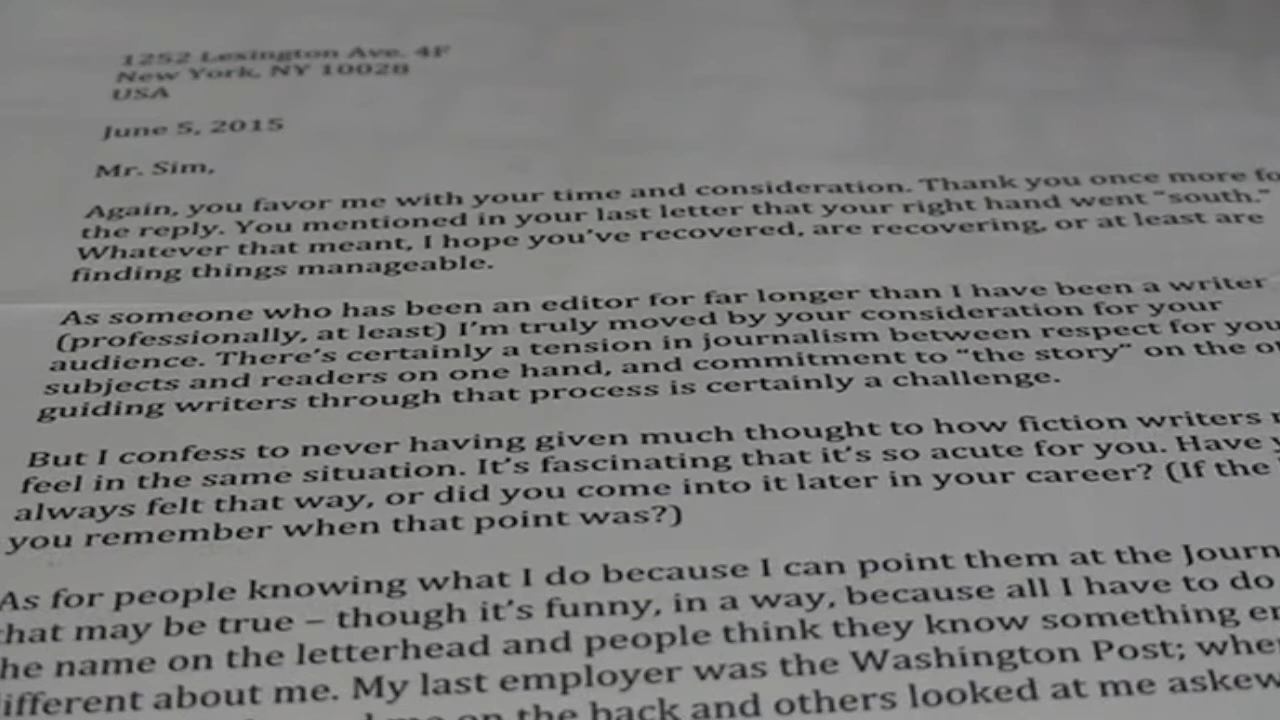 1252 Lexington Ave. 4F
New York, NY 10028
USA
June 5, 2015
Mr. Sim,
Again, you favor me with your time and consideration. Thank you once more fo
the reply. You mentioned in your last letter that your right hand went "south."
Whatever that meant, I hope you've recovered, are recovering, or at least are
finding things manageable.
As someone who has been an editor for far longer than I have been a writer
(professionally, at least) I'm truly moved by your consideration for your
audience. There's certainly a tension in journalism between respect for you
subjects and readers on one hand, and commitment to "the story" on the ot
guiding writers through that process is certainly a challenge.
But I confess to never having given much thought to how fiction writers
feel in the same situation. It's fascinating that it's so acute for you. Have
always felt that way, or did you come into it later in your career? (If the
you remember when that point was?)
As for people knowing what I do because I can point them at the Journ
that may be true – though it's funny, in a way, because all I have to do
he name on the letterhead and people think they know something en
ifferent about me. My last employer was the Washington Post; whe
me on the back and others looked at me askew